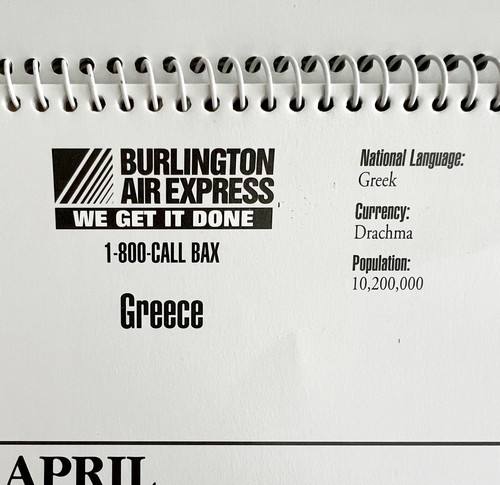 BURLINGTON
AIR EXPRESS
WE GET IT DONE
1-800-CALL BAX
Greece
National Language:
Greek
Currency:
Drachma
Population:
10,200,000
APRIL